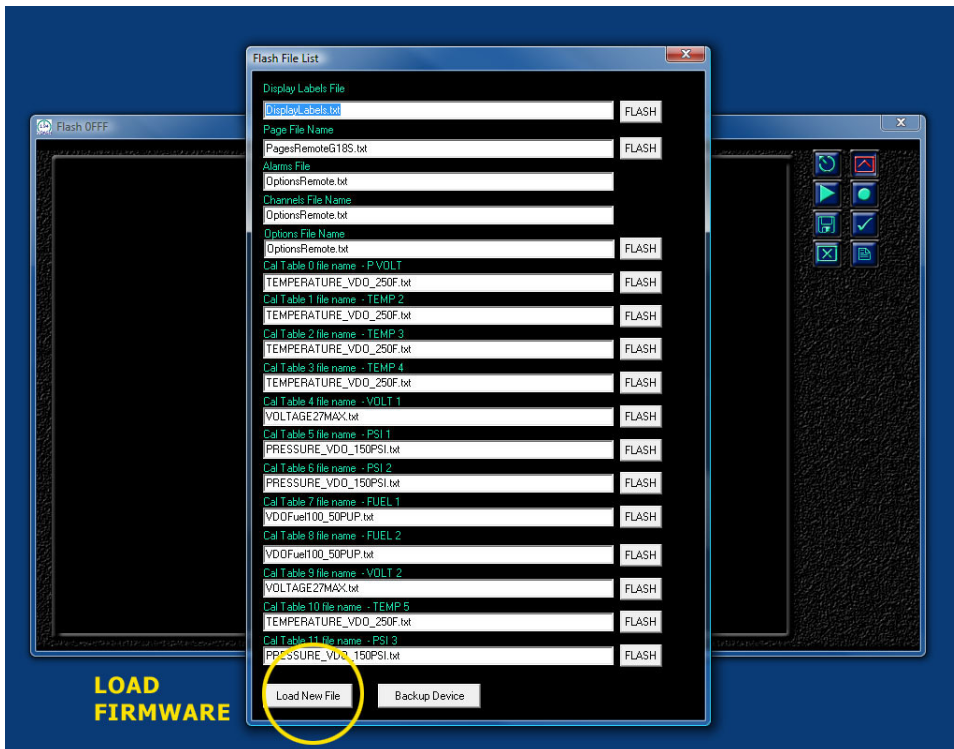 Flash File List
Display Labels File
DisplayLabels.txt FLASH
Flash 0FFF
Page File Name
PagesRemoteG18S.txt FLASH
Alarms File
OptionsRemote.txt
Channels File Name
OptionsRemote.txt
Options File Name
OptionsRemote.txt FLASH
Cal Table 0 file name - P VOLT
TEMPERATURE_VDO_250F.txt FLASH
Cal Table 1 file name - TEMP 2
TEMPERATURE_VDO_250F.txt FLASH
Cal Table 2 file name - TEMP 3
TEMPERATURE_VDO_250F.txt FLASH
Cal Table 3 file name - TEMP 4
TEMPERATURE_VDO_250F.txt FLASH
Cal Table 4 file name - VOLT 1
VOLTAGE27MAX.txt FLASH
Cal Table 5 file name - PSI 1
PRESSURE_VDO_150PSI.txt FLASH
Cal Table 6 file name - PSI 2
PRESSURE_VDO_150PSI.txt FLASH
Cal Table 7 file name - FUEL 1
VDOFuel100_50PUP.txt FLASH
Cal Table 8 file name - FUEL 2
VDOFuel100_50PUP.txt FLASH
Cal Table 9 file name - VOLT 2
VOLTAGE27MAX.txt FLASH
Cal Table 10 file name - TEMP 5
TEMPERATURE_VDO_250F.txt FLASH
Cal Table 11 file name - PSI 3
PRESSURE_VDO_150PSI.txt FLASH
Load New File Backup Device
LOAD
FIRMWARE